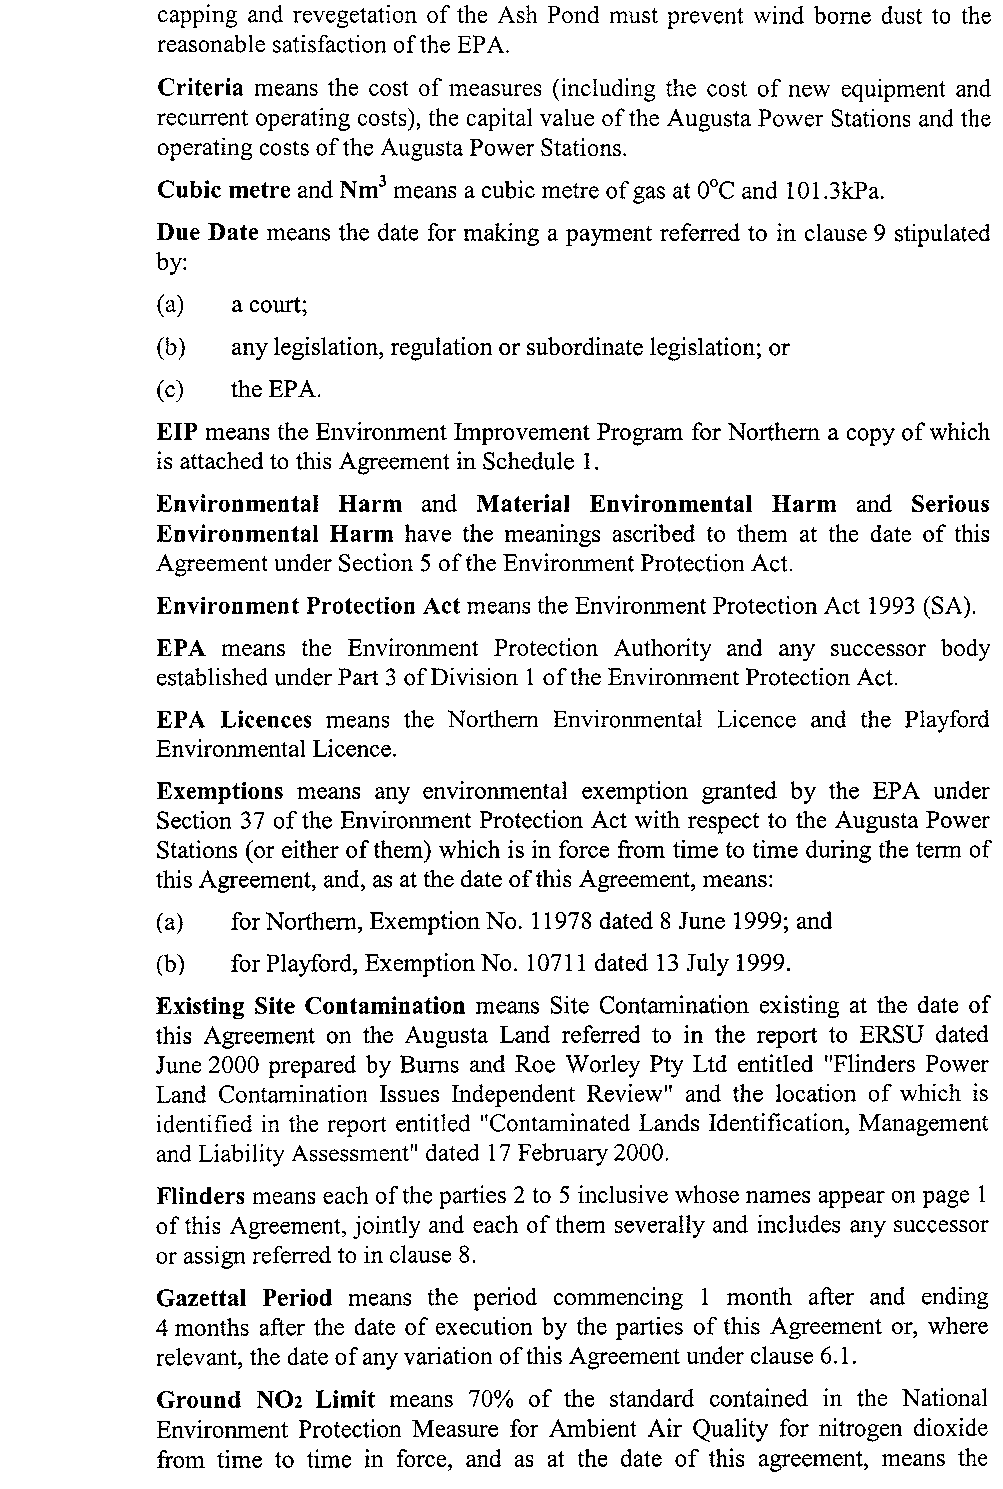 capping and revegetation of the Ash Pond must prevent wind borne dust to the
reasonable satisfaction of the EPA.
Criteria means the cost of measures (including the cost of new equipment and
recurrent operating costs), the capital value of the Augusta Power Stations and the
operating costs of the Augusta Power Stations.
Cubic metre and Nm³ means a cubic metre of gas at 0°C and 101.3kPa.
Due Date means the date for making a payment referred to in clause 9 stipulated
by:
(a) a court;
(b) any legislation, regulation or subordinate legislation; or
(c) the EPA.
EIP means the Environment Improvement Program for Northern a copy of which
is attached to this Agreement in Schedule 1.
Environmental Harm and Material Environmental Harm and Serious
Environmental Harm have the meanings ascribed to them at the date of this
Agreement under Section 5 of the Environment Protection Act.
Environment Protection Act means the Environment Protection Act 1993 (SA).
EPA means the Environment Protection Authority and any successor body
established under Part 3 of Division 1 of the Environment Protection Act.
EPA Licences means the Northern Environmental Licence and the Playford
Environmental Licence.
Exemptions means any environmental exemption granted by the EPA under
Section 37 of the Environment Protection Act with respect to the Augusta Power
Stations (or either of them) which is in force from time to time during the term of
this Agreement, and, as at the date of this Agreement, means:
(a) for Northern, Exemption No. 11978 dated 8 June 1999; and
(b) for Playford, Exemption No. 10711 dated 13 July 1999.
Existing Site Contamination means Site Contamination existing at the date of
this Agreement on the Augusta Land referred to in the report to ERSU dated
June 2000 prepared by Burns and Roe Worley Pty Ltd entitled "Flinders Power
Land Contamination Issues Independent Review" and the location of which is
identified in the report entitled "Contaminated Lands Identification, Management
and Liability Assessment" dated 17 February 2000.
Flinders means each of the parties 2 to 5 inclusive whose names appear on page 1
of this Agreement, jointly and each of them severally and includes any successor
or assign referred to in clause 8.
Gazettal Period means the period commencing 1 month after and ending
4 months after the date of execution by the parties of this Agreement or, where
relevant, the date of any variation of this Agreement under clause 6.1.
Ground NO2 Limit means 70% of the standard contained in the National
Environment Protection Measure for Ambient Air Quality for nitrogen dioxide
from time to time in force, and as at the date of this agreement, means the